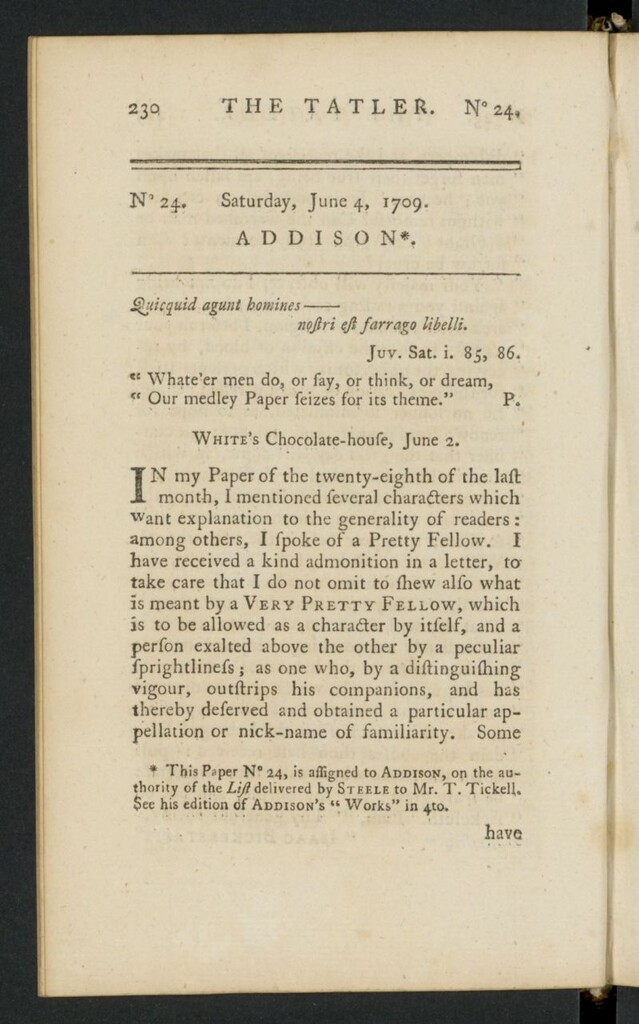 230 THE TATLER. Nº 24.
Nº 24. Saturday, June 4, 1709.
ADDISON*.
Quicquid agunt homines ——
noſtri eſt farrago libelli.
Juv. Sat. i. 85, 86.
“ Whate'er men do, or ſay, or think, or dream,
“ Our medley Paper ſeizes for its theme.” P.
WHITE's Chocolate-houſe, June 2.
IN my Paper of the twenty-eighth of the laſt
month, I mentioned ſeveral characters which
want explanation to the generality of readers:
among others, I ſpoke of a Pretty Fellow. I
have received a kind admonition in a letter, to
take care that I do not omit to ſhew alſo what
is meant by a VERY PRETTY FELLOW, which
is to be allowed as a character by itſelf, and a
perſon exalted above the other by a peculiar
ſprightlineſs; as one who, by a diſtinguiſhing
vigour, outſtrips his companions, and has
thereby deſerved and obtained a particular ap-
pellation or nick-name of familiarity. Some
* This Paper Nº 24, is aſſigned to ADDISON, on the au-
thority of the Liſt delivered by STEELE to Mr. T. Tickell.
See his edition of ADDISON's “ Works” in 4to.
have